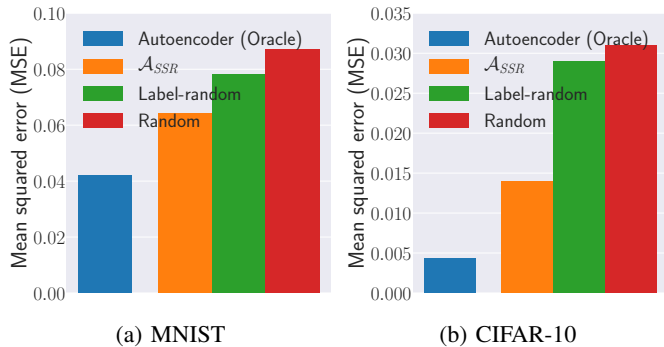 0.10
0.08
0.06
0.04
0.02
0.00
Mean squared error (MSE)
Autoencoder (Oracle)
𝒜SSR
Label-random
Random
(a) MNIST
0.035
0.030
0.025
0.020
0.015
0.010
0.005
0.000
Mean squared error (MSE)
Autoencoder (Oracle)
𝒜SSR
Label-random
Random
(b) CIFAR-10